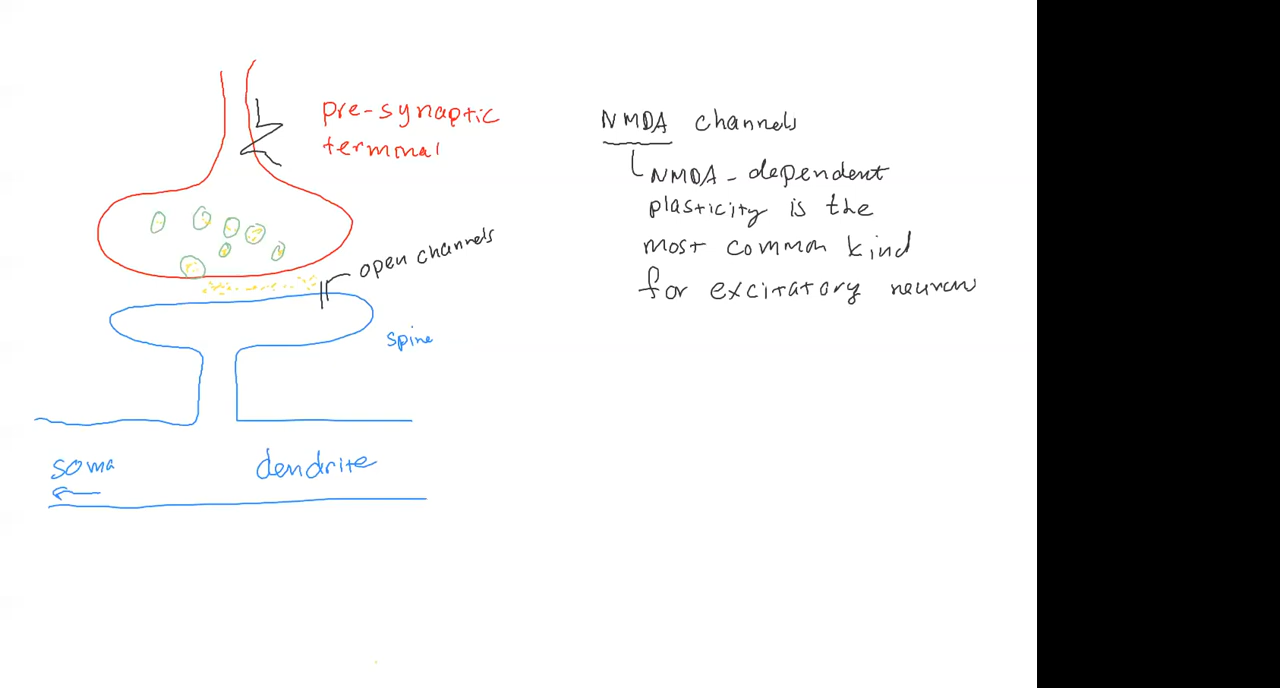 pre-synaptic
terminal
open channels
spine
soma
dendrite
NMDA channels
NMDA-dependent
plasticity is the
most common kind
for excitatory neuron